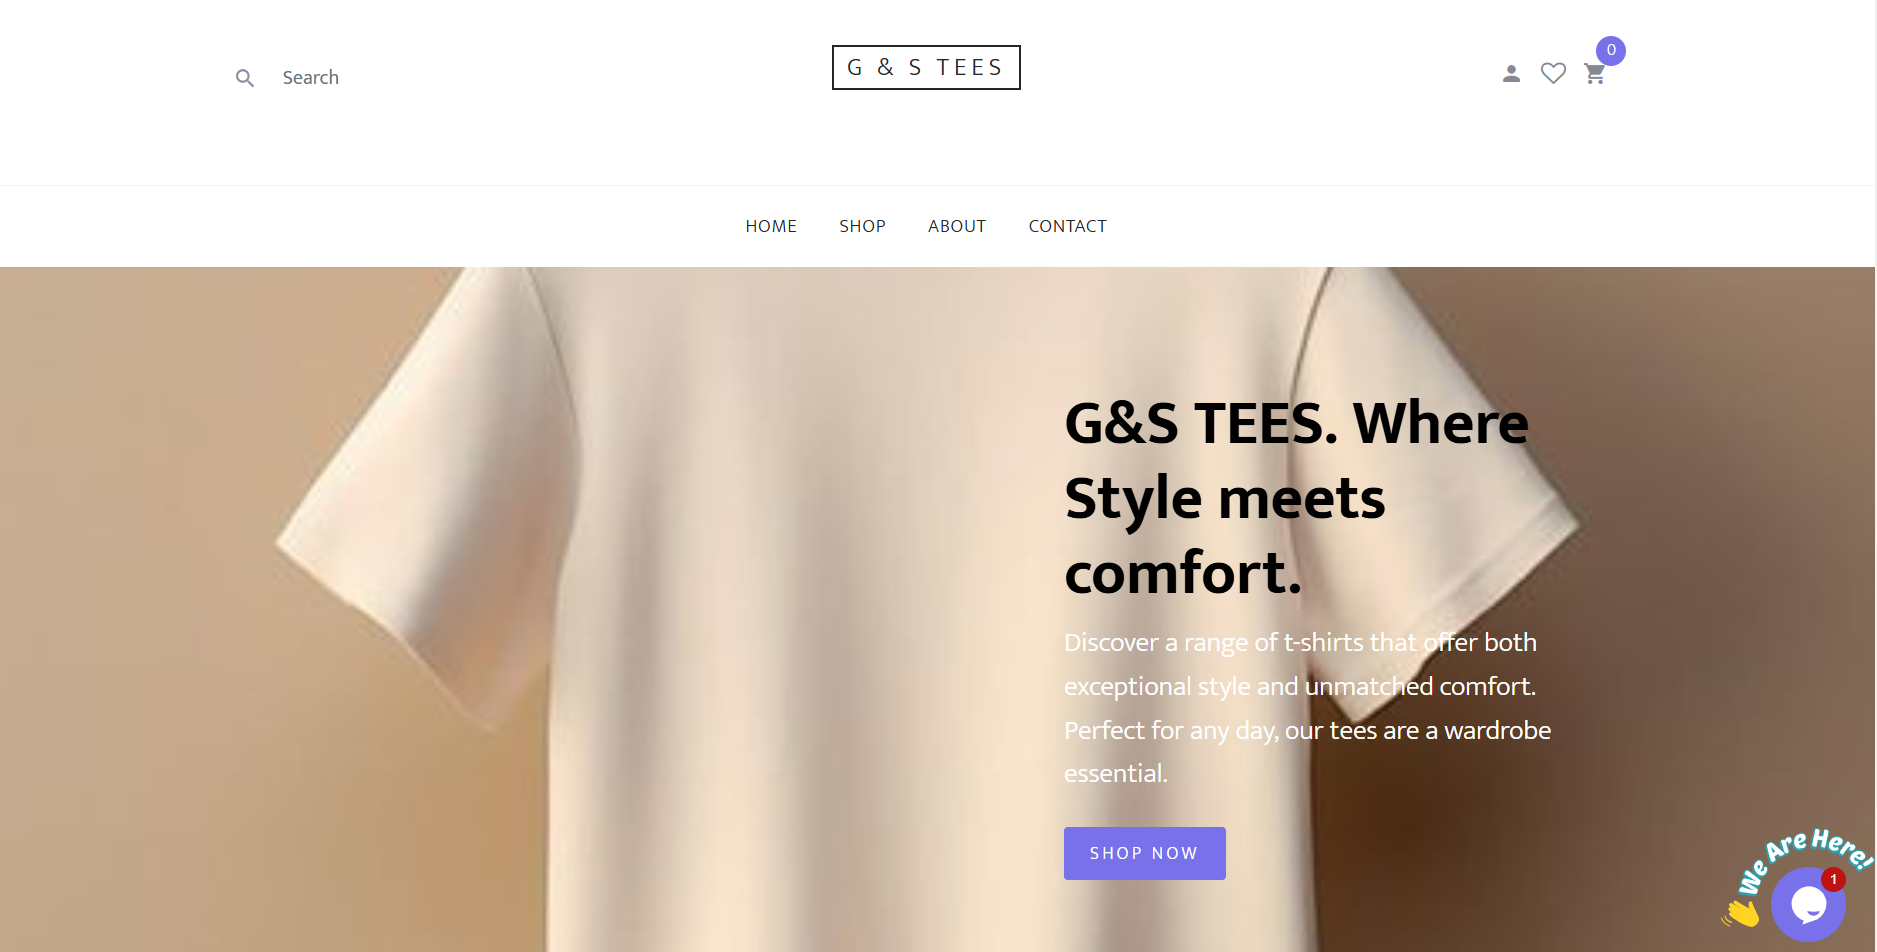 Search
G & S TEES
0
HOME SHOP ABOUT CONTACT
G&S TEES. Where
Style meets
comfort.
Discover a range of t-shirts that offer both
exceptional style and unmatched comfort.
Perfect for any day, our tees are a wardrobe
essential.
SHOP NOW
We Are Here!
1